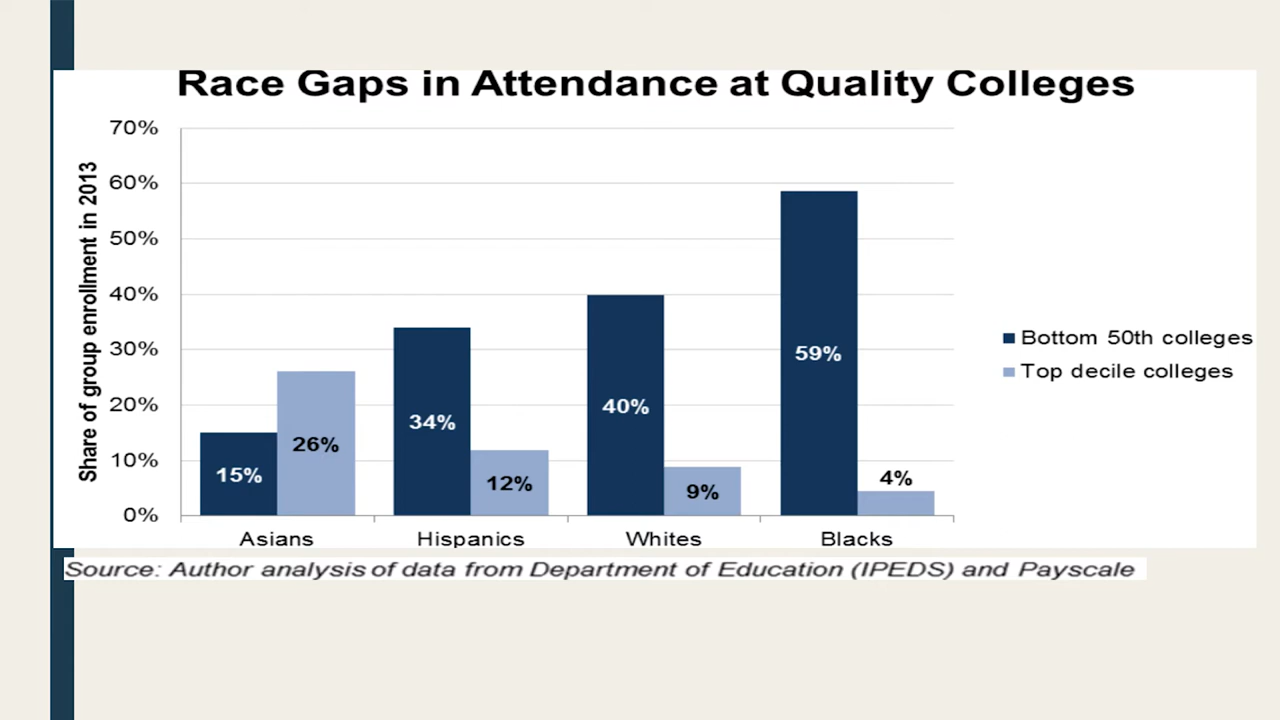 Race Gaps in Attendance at Quality Colleges
Share of group enrollment in 2013
70%
60%
50%
40%
30%
20%
10%
0%
15%
26%
34%
12%
40%
9%
59%
4%
Asians
Hispanics
Whites
Blacks
Bottom 50th colleges
Top decile colleges
Source: Author analysis of data from Department of Education (IPEDS) and Payscale